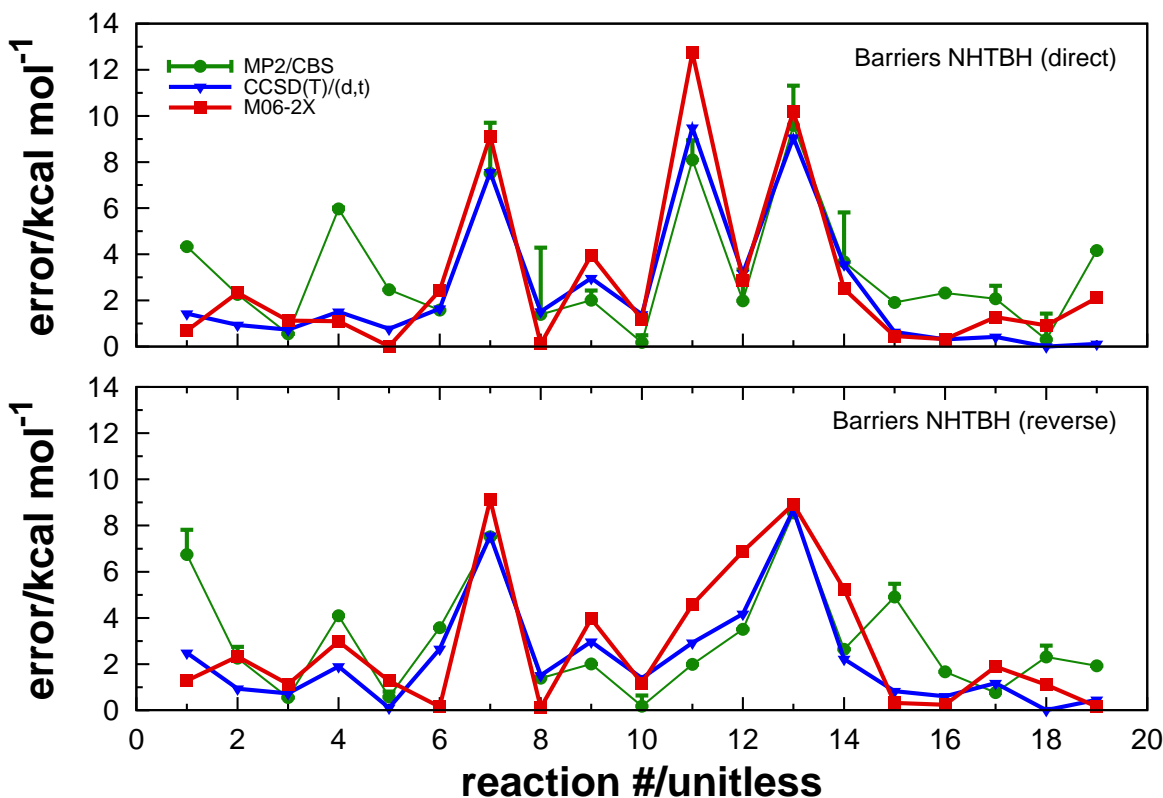 14
12
10
8
6
4
2
0
error/kcal mol⁻¹
MP2/CBS
CCSD(T)/(d,t)
M06-2X
Barriers NHTBH (direct)
14
12
10
8
6
4
2
0
error/kcal mol⁻¹
Barriers NHTBH (reverse)
0 2 4 6 8 10 12 14 16 18 20
reaction #/unitless